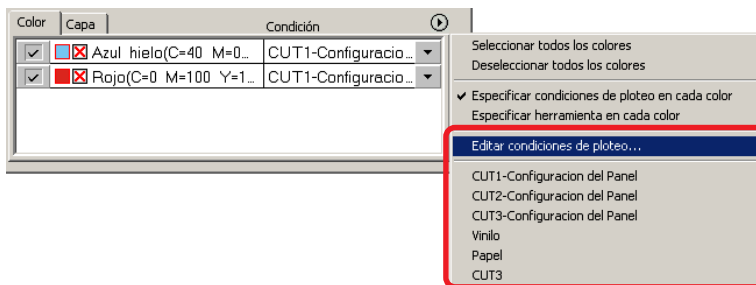 Color Capa Condición
Azul hielo(C=40 M=0... CUT1-Configuracio...
Rojo(C=0 M=100 Y=1... CUT1-Configuracio...
Seleccionar todos los colores
Deseleccionar todos los colores
Especificar condiciones de ploteo en cada color
Especificar herramienta en cada color
Editar condiciones de ploteo...
CUT1-Configuracion del Panel
CUT2-Configuracion del Panel
CUT3-Configuracion del Panel
Vinilo
Papel
CUT3